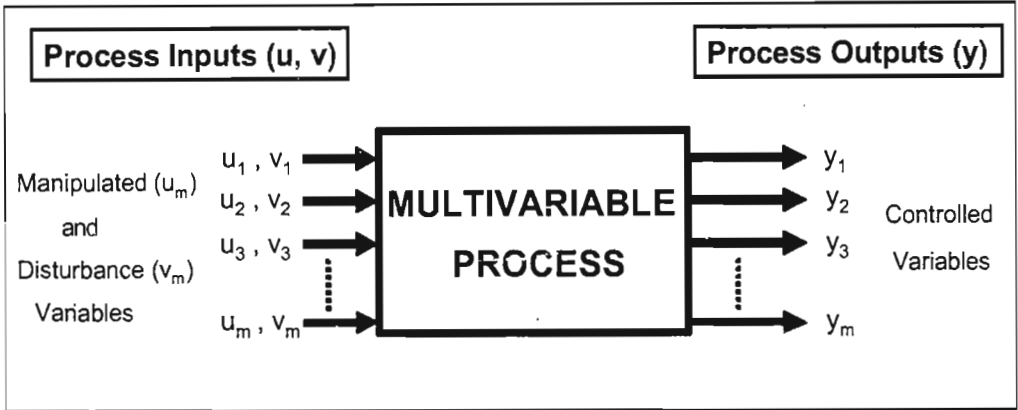 Process Inputs (u, v)
Process Outputs (y)
Manipulated (uₘ)
and
Disturbance (vₘ)
Variables
u₁ , v₁
u₂ , v₂
u₃ , v₃
uₘ , vₘ
MULTIVARIABLE
PROCESS
y₁
y₂
y₃
yₘ
Controlled
Variables